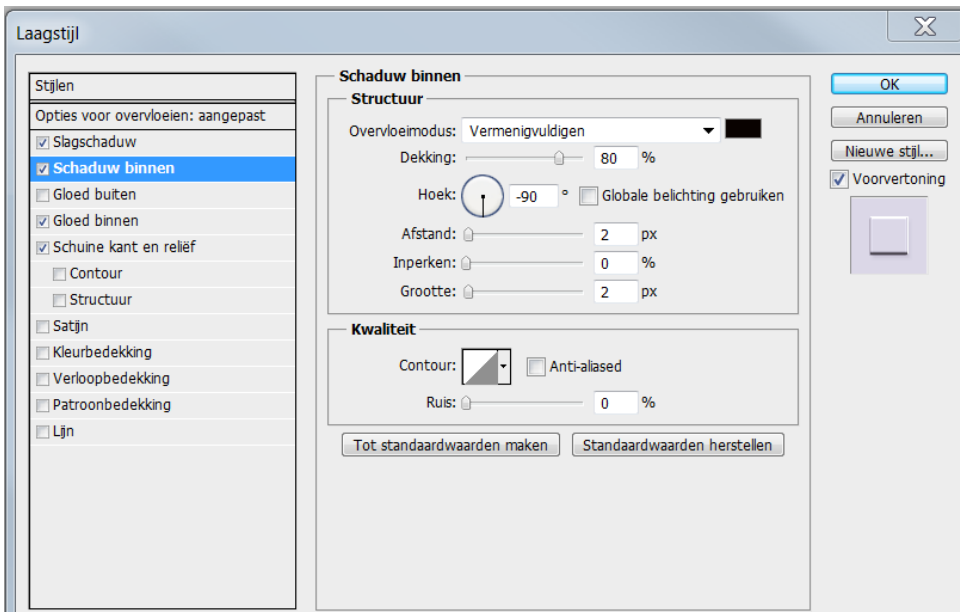 Laagstijl
Stijlen
Opties voor overvloeien: aangepast
Slagschaduw
Schaduw binnen
Gloed buiten
Gloed binnen
Schuine kant en reliëf
Contour
Structuur
Satijn
Kleurbedekking
Verloopbedekking
Patroonbedekking
Lijn
Schaduw binnen
Structuur
Overvloeimodus: Vermenigvuldigen
Dekking: 80 %
Hoek: -90 ° Globale belichting gebruiken
Afstand: 2 px
Inperken: 0 %
Grootte: 2 px
Kwaliteit
Contour: Anti-aliased
Ruis: 0 %
Tot standaardwaarden maken Standaardwaarden herstellen
OK
Annuleren
Nieuwe stijl...
Voorvertoning